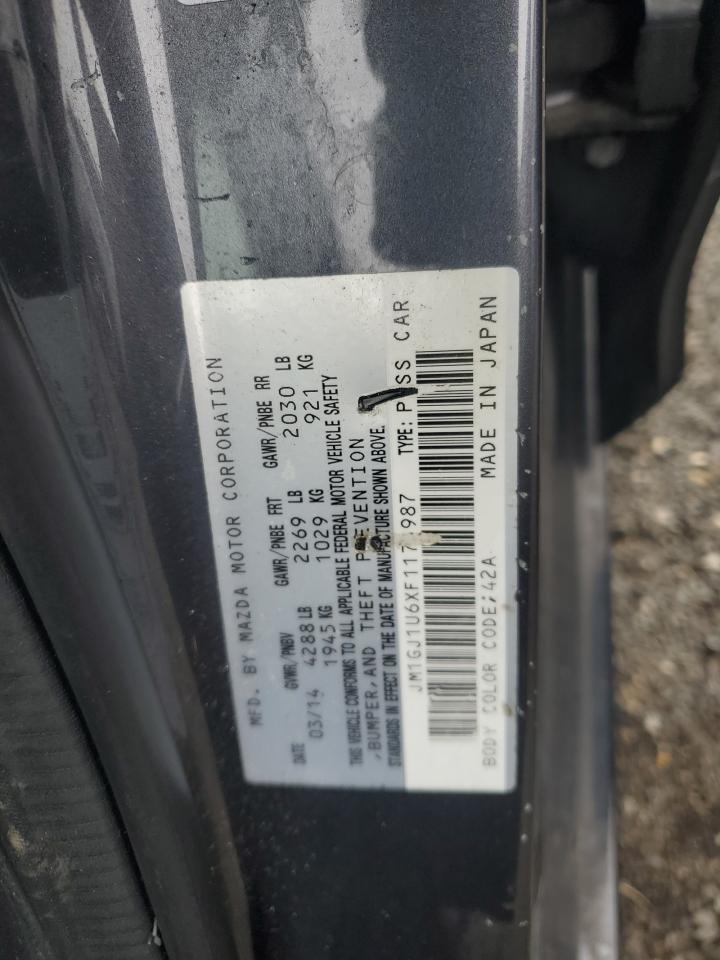 MFD. BY MAZDA MOTOR CORPORATION
DATE GVWR/PNBV GAWR/PNBE FRT GAWR/PNBE RR
03/14 4288 LB 2269 LB 2030 LB
1945 KG 1029 KG 921 KG
THIS VEHICLE CONFORMS TO ALL APPLICABLE FEDERAL MOTOR VEHICLE SAFETY
,BUMPER,AND THEFT PREVENTION
STANDARDS IN EFFECT ON THE DATE OF MANUFACTURE SHOWN ABOVE.
JM1GJ1U6XF117 987 TYPE: PASS CAR
BODY COLOR CODE;42A MADE IN JAPAN